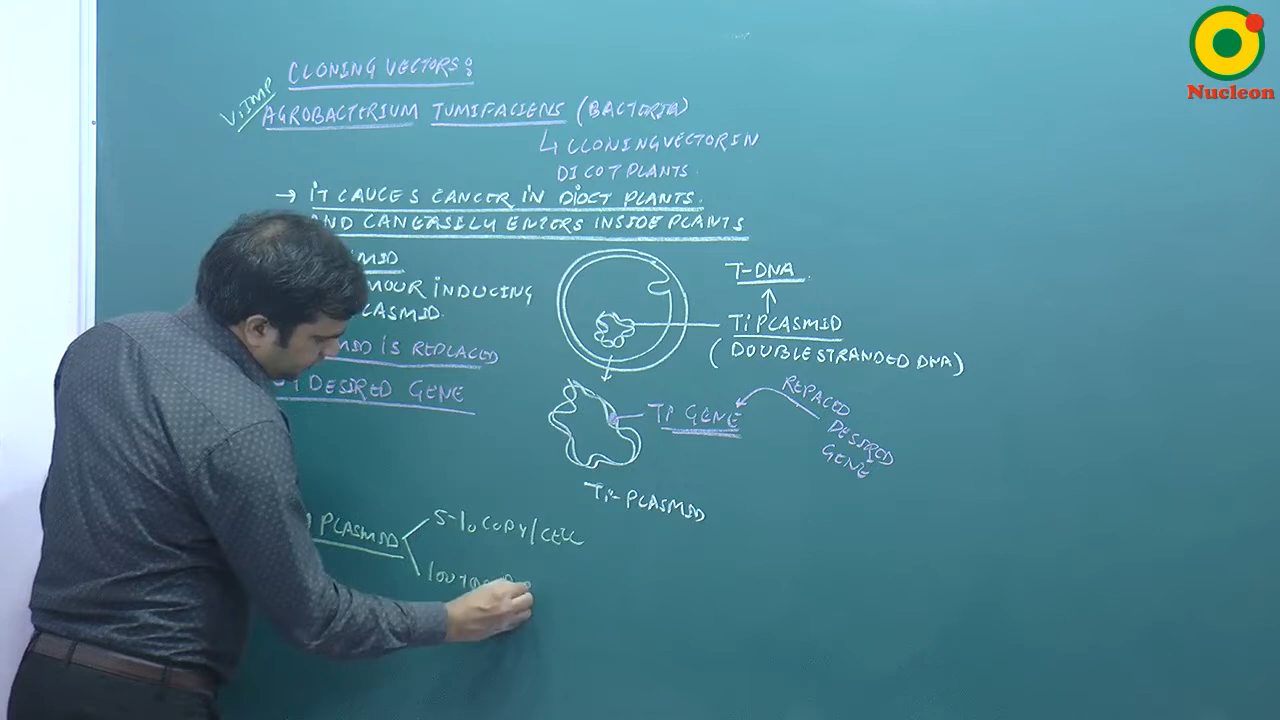 Nucleon
CLONING VECTORS:
V.IMP
AGROBACTERIUM TUMIFACIENS (BACTERIA)
↳ CLONING VECTOR IN
DICOT PLANTS.
→ IT CAUCES CANCER IN DIOCT PLANTS.
AND CAN EASILY ENTERS INSIDE PLANTS
MOUR INDUCING
PLASMID.
IS REPLACED
DESIRED GENE
T-DNA
↑
Ti PLASMID
(DOUBLE STRANDED DNA)
Ti GENE
REPACED
DESIRED
GENE
Ti-PLASMID
PLASMID
5-10 COPY/CELL